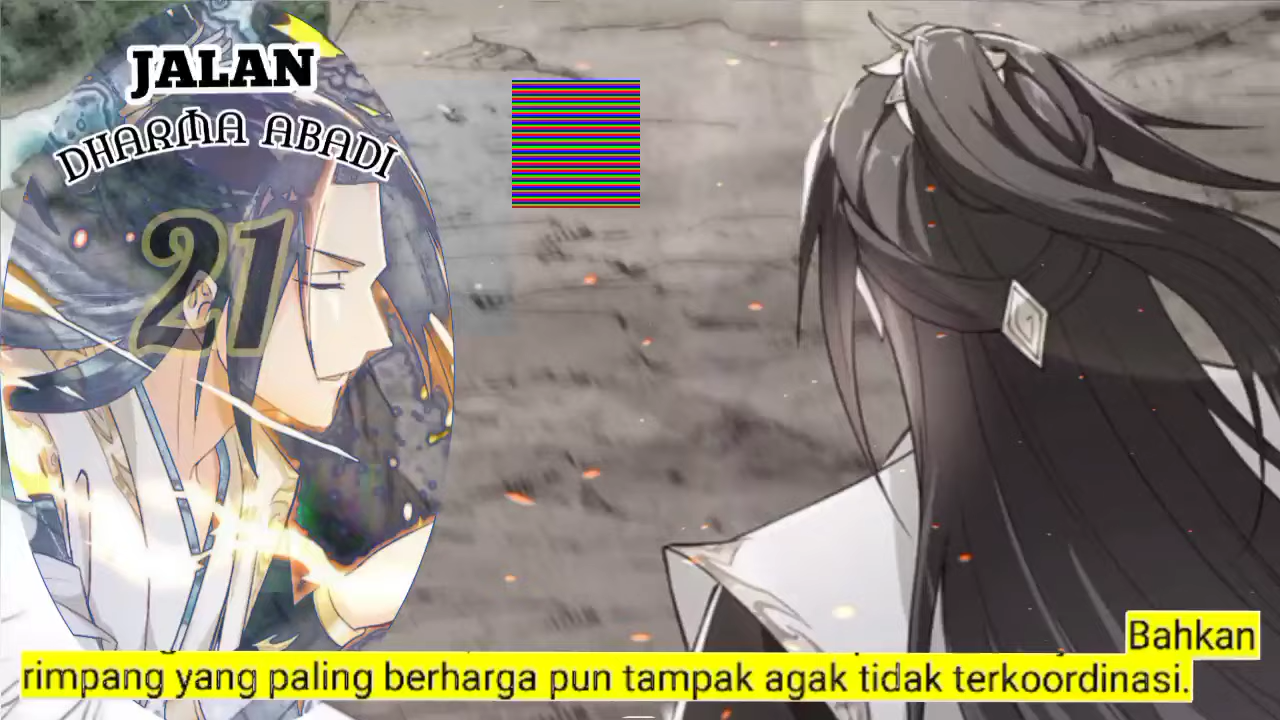 JALAN
DHARMA ABADI
21
Bahkan
rimpang yang paling berharga pun tampak agak tidak terkoordinasi.